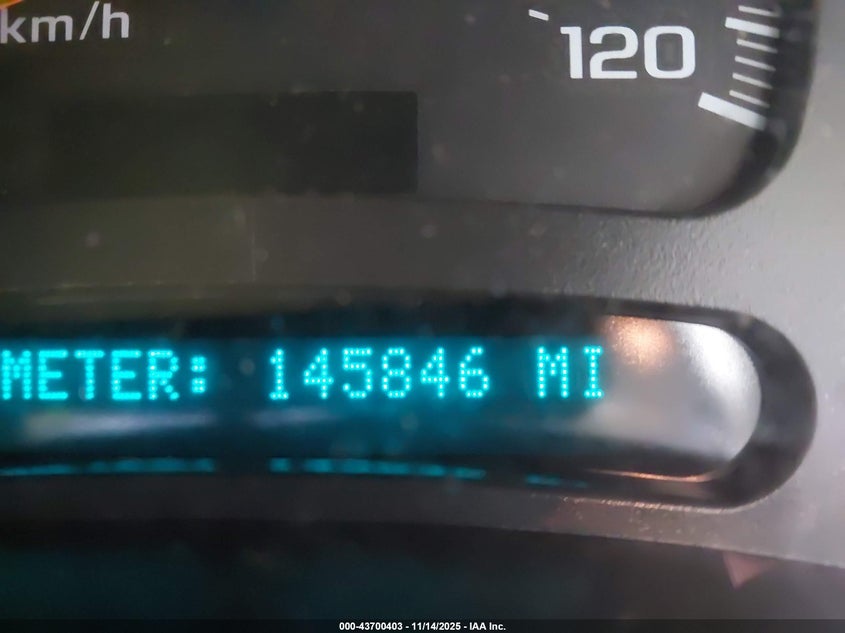 km/h
120
METER: 145846 MI
000-43700403 - 11/14/2025 - IAA Inc.